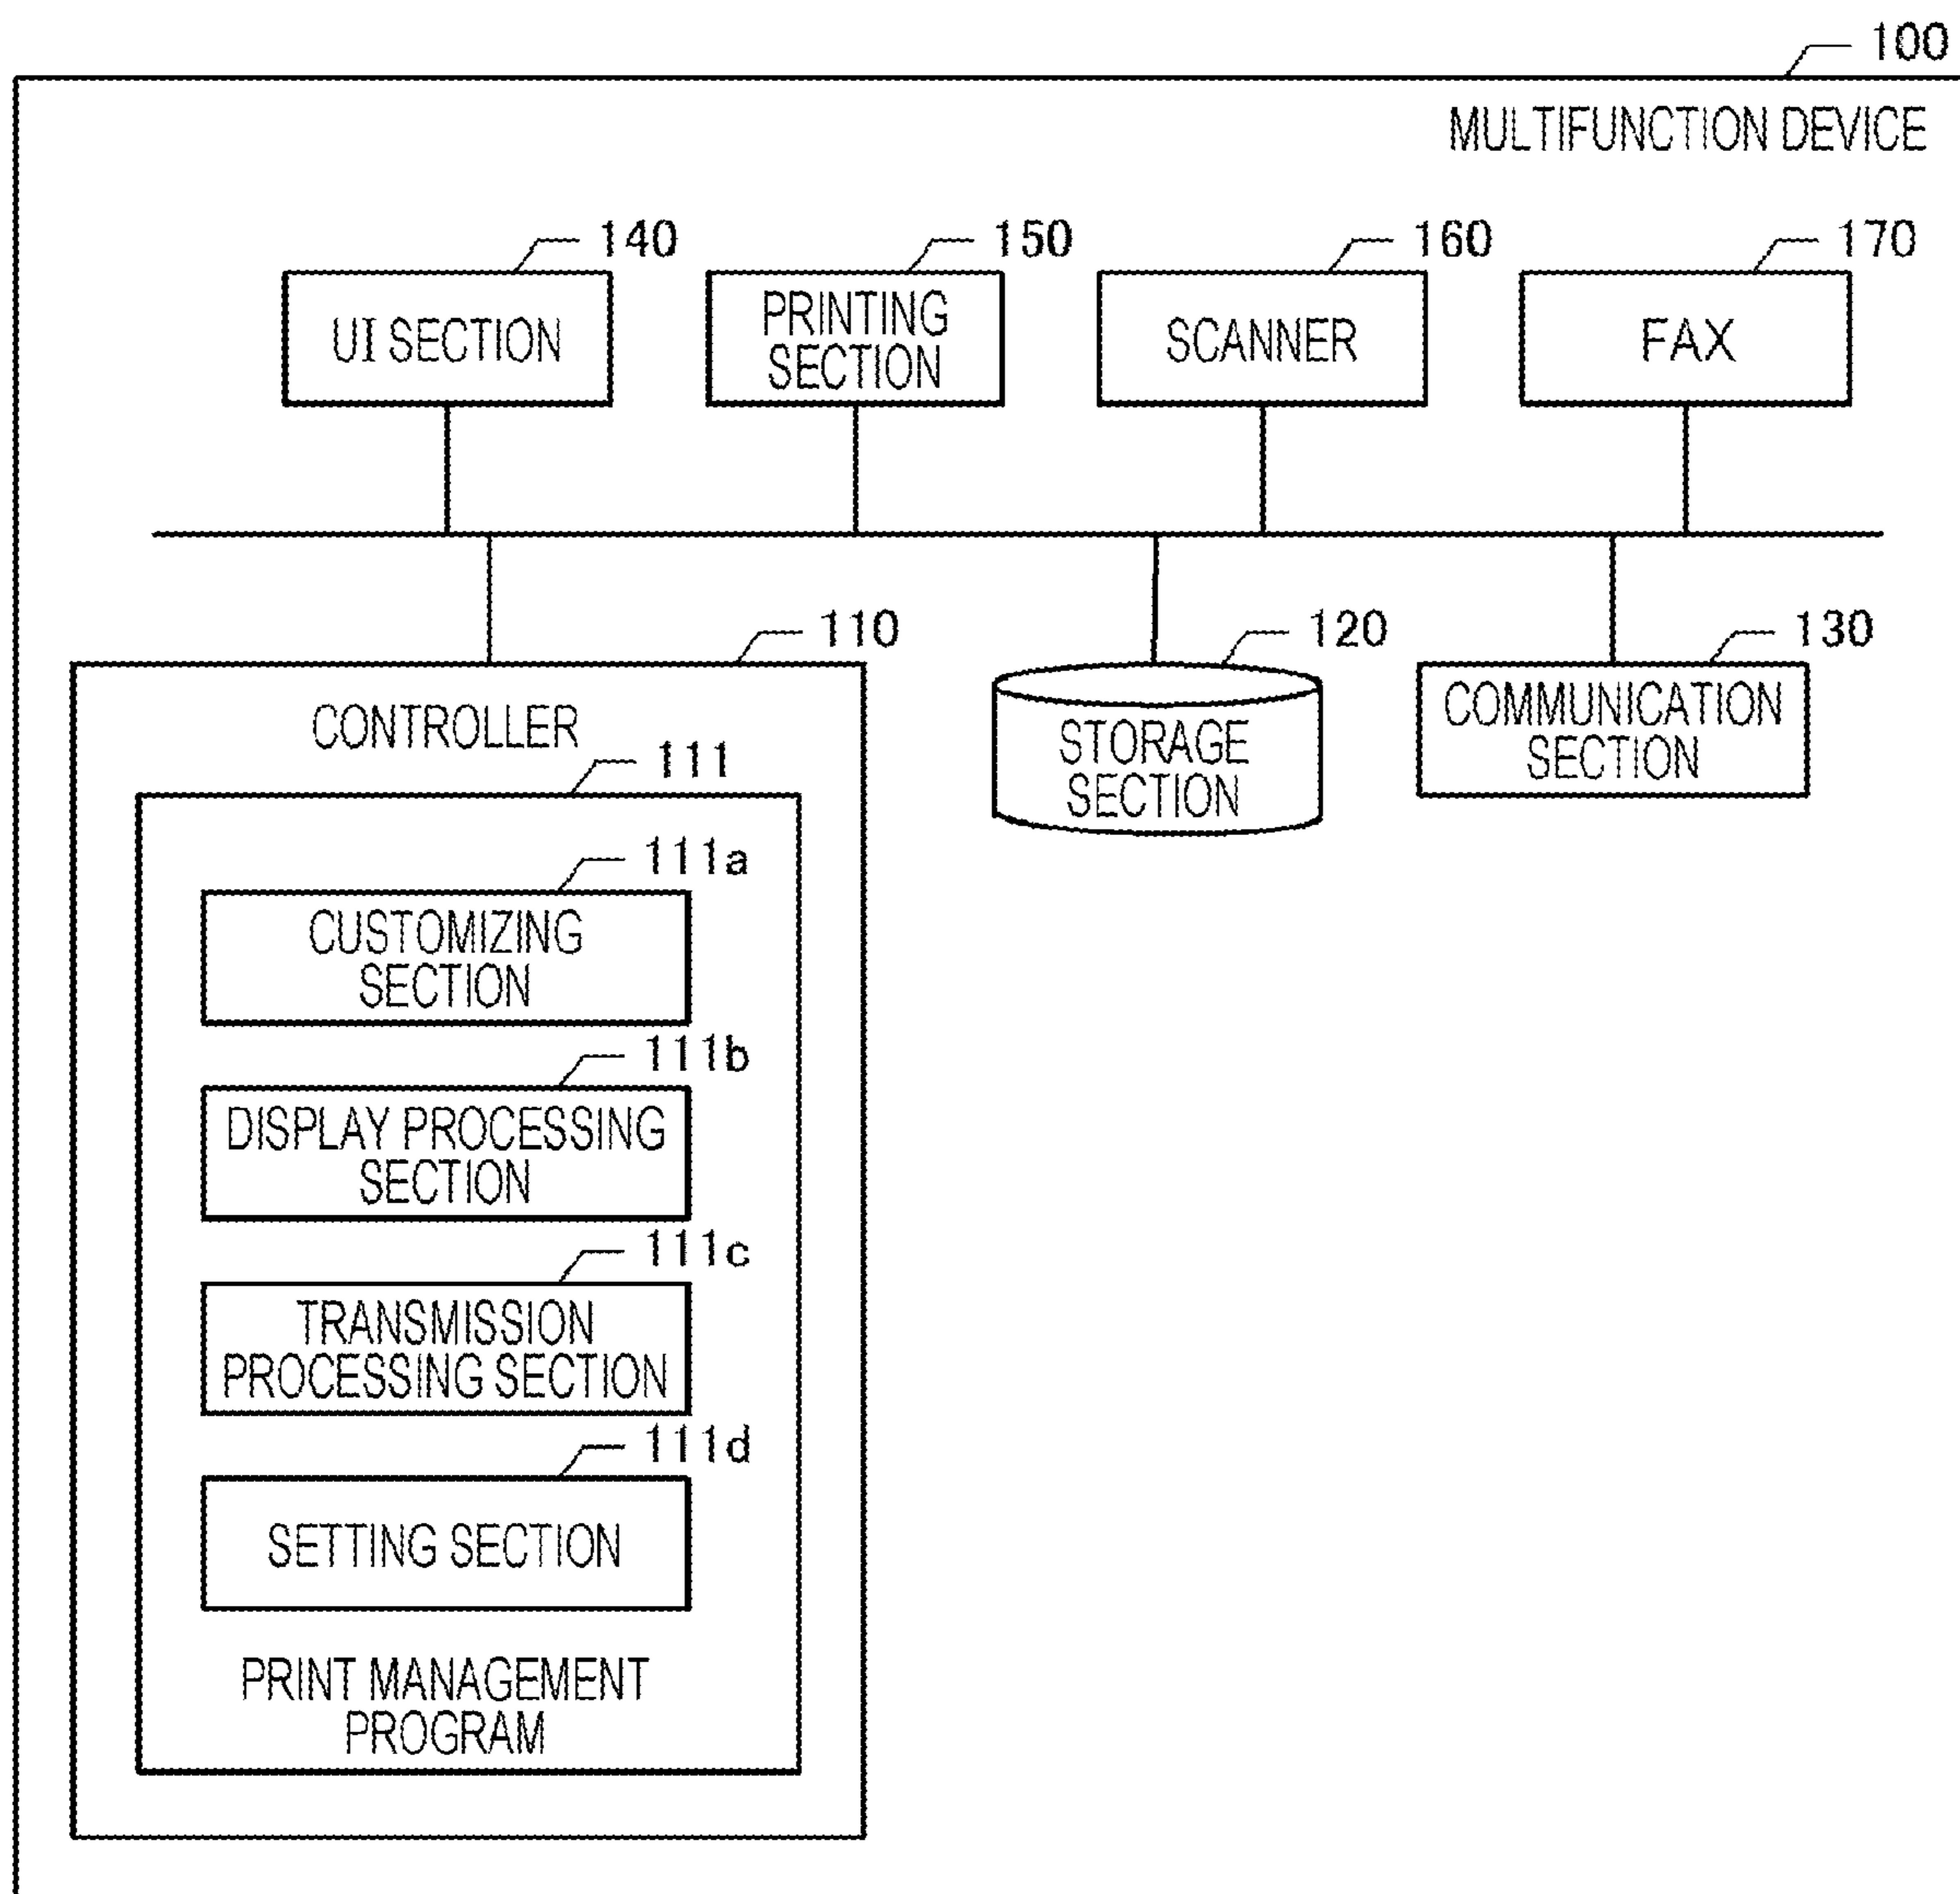 100
MULTIFUNCTION DEVICE
140
150
160
170
UI SECTION
PRINTING
SECTION
SCANNER
FAX
110
120
130
CONTROLLER
STORAGE
SECTION
COMMUNICATION
SECTION
111
111a
CUSTOMIZING
SECTION
111b
DISPLAY PROCESSING
SECTION
111c
TRANSMISSION
PROCESSING SECTION
111d
SETTING SECTION
PRINT MANAGEMENT
PROGRAM